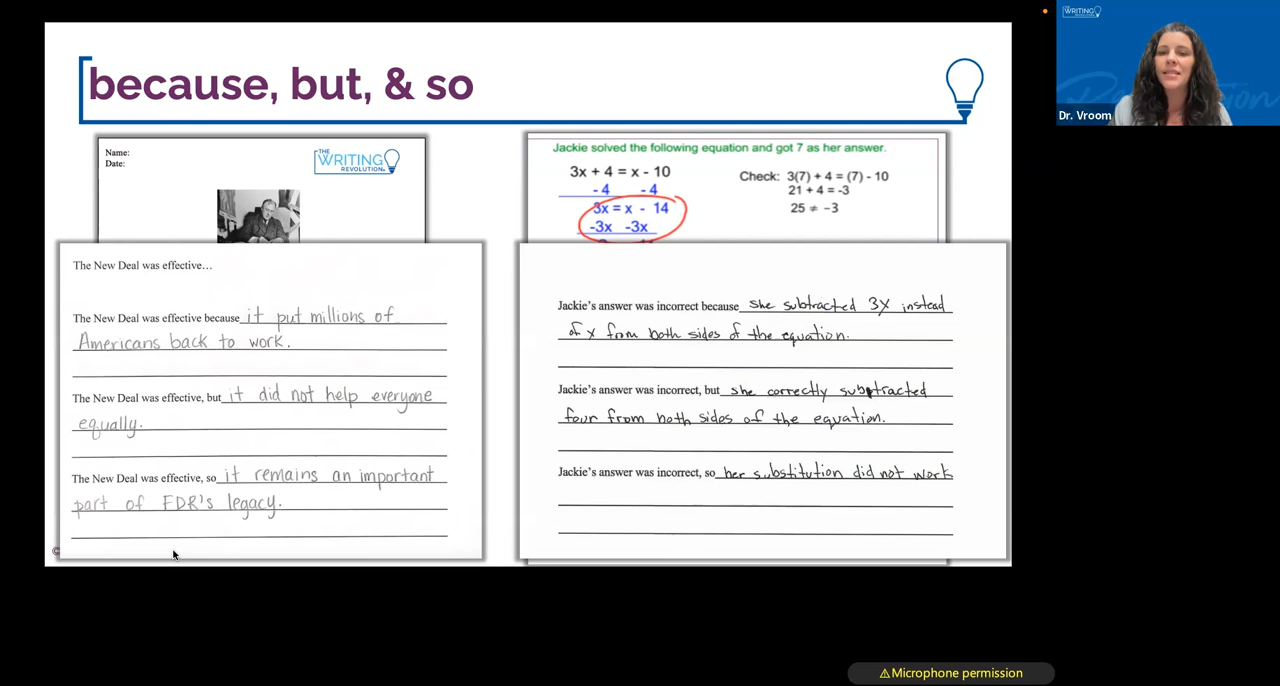 because, but, & so
Name:
Date:
THE
WRITING
REVOLUTION
The New Deal was effective...
The New Deal was effective because it put millions of
Americans back to work.
The New Deal was effective, but it did not help everyone
equally.
The New Deal was effective, so it remains an important
part of FDR's legacy.
©
Jackie solved the following equation and got 7 as her answer.
3x + 4 = x - 10
- 4 - 4
3x = x - 14
-3x -3x
Check: 3(7) + 4 = (7) - 10
21 + 4 = -3
25 ≠ -3
Jackie's answer was incorrect because she subtracted 3x instead
of x from both sides of the equation.
Jackie's answer was incorrect, but she correctly subtracted
four from both sides of the equation.
Jackie's answer was incorrect, so her substitution did not work
WRITING
Dr. Vroom
⚠Microphone permission